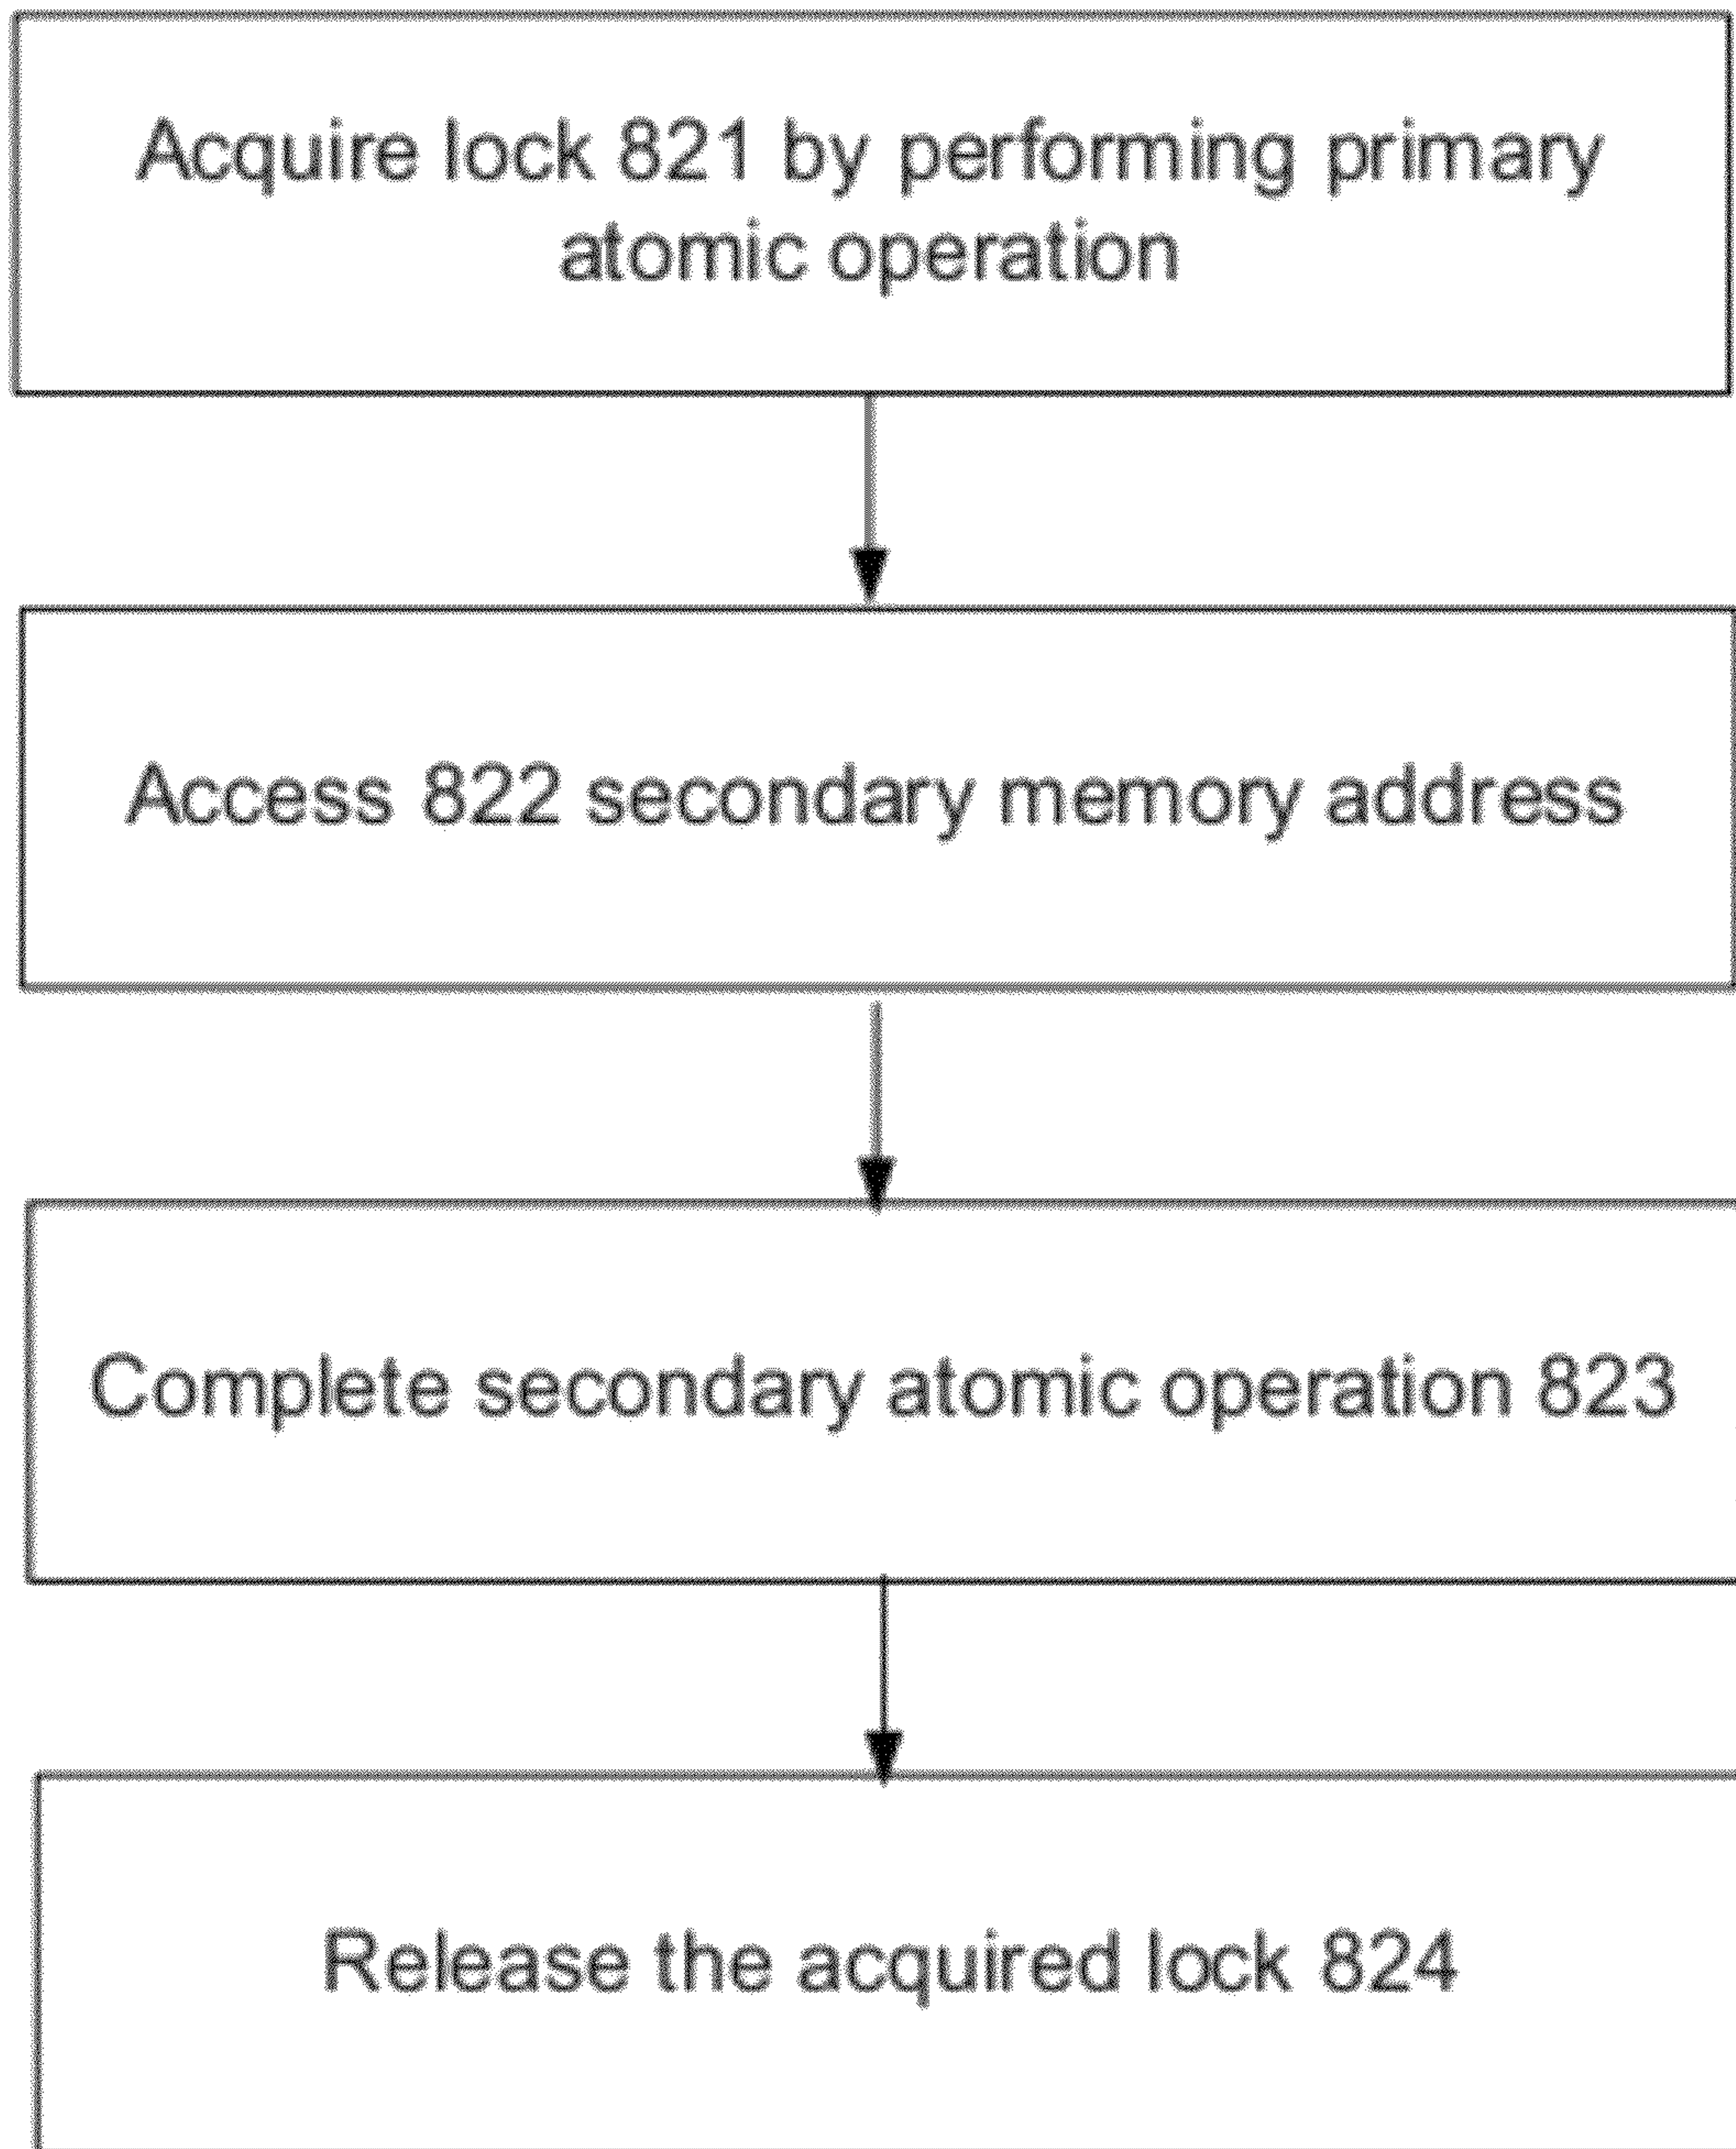 Acquire lock 821 by performing primary
atomic operation
Access 822 secondary memory address
Complete secondary atomic operation 823
Release the acquired lock 824